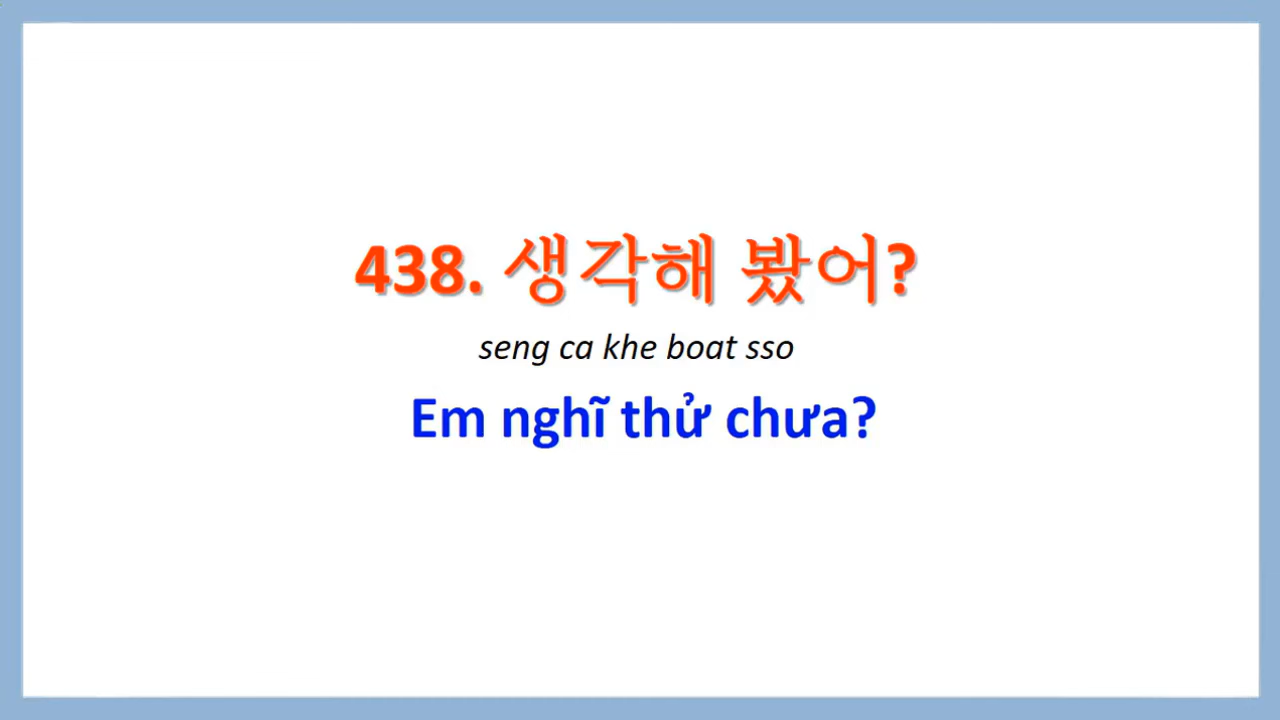 438. 생각해 봤어?
seng ca khe boat sso
Em nghĩ thử chưa?